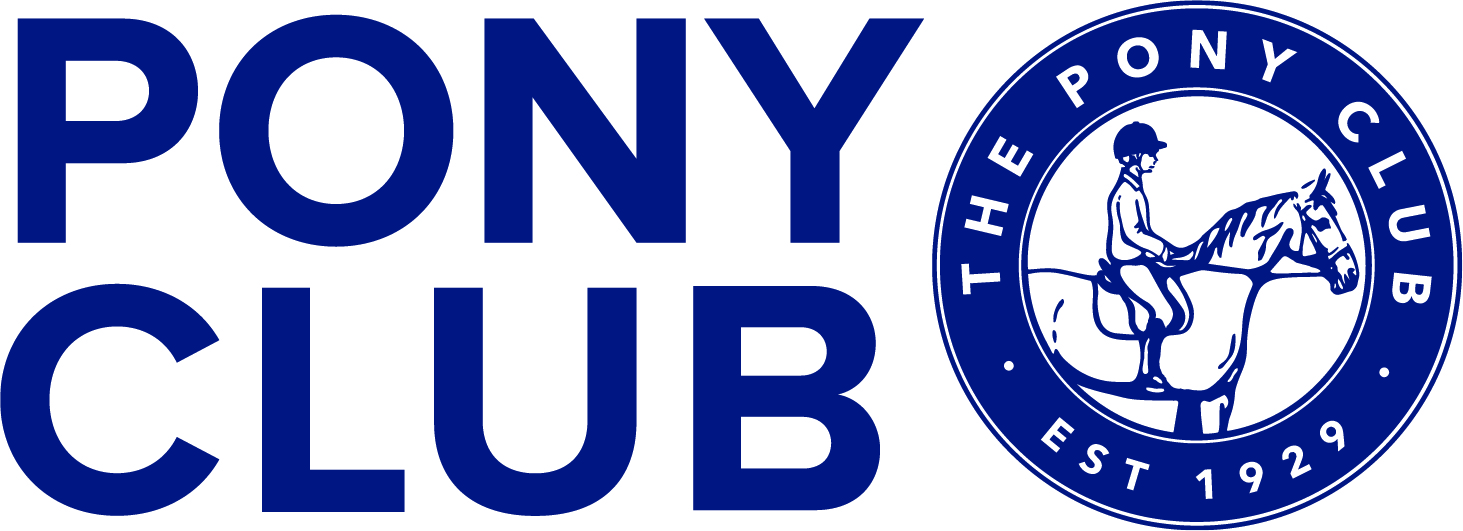 PONY
CLUB
THE PONY CLUB
EST 1929